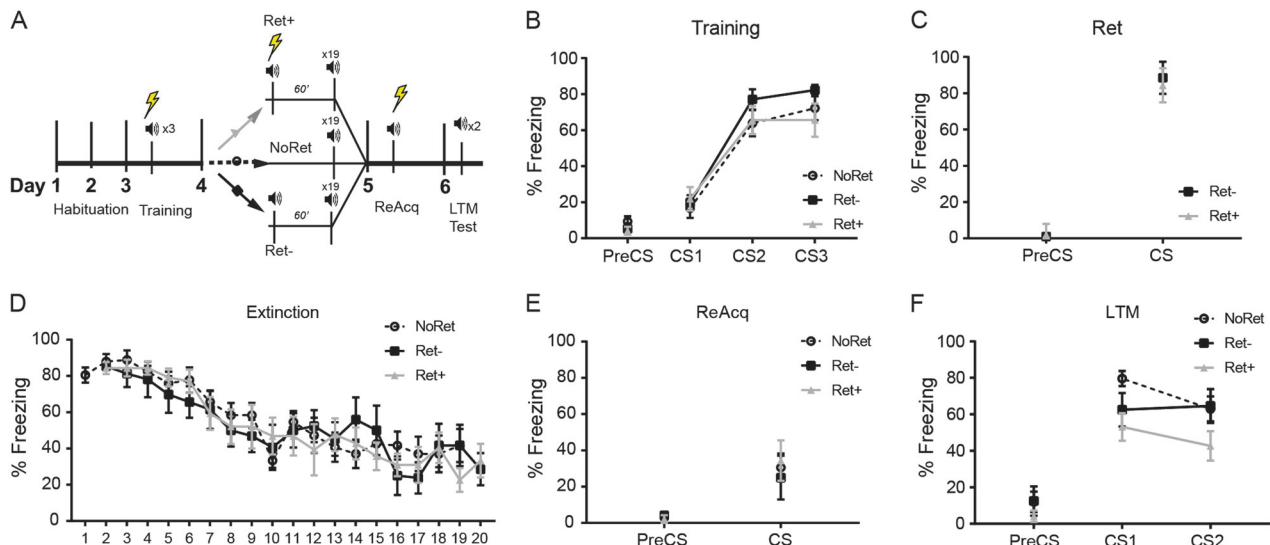 A
Ret+
x19
60'
x3
x19
NoRet
x19
60'
Ret-
Day 1 2 3 4 5 6
x2
Habituation Training ReAcq LTM
Test
B
Training
% Freezing
100
80
60
40
20
0
NoRet
Ret-
Ret+
PreCS CS1 CS2 CS3
C
Ret
% Freezing
100
80
60
40
20
0
Ret-
Ret+
PreCS CS
D
Extinction
% Freezing
100
80
60
40
20
0
NoRet
Ret-
Ret+
1 2 3 4 5 6 7 8 9 10 11 12 13 14 15 16 17 18 19 20
E
ReAcq
% Freezing
100
80
60
40
20
0
NoRet
Ret-
Ret+
PreCS CS
F
LTM
% Freezing
100
80
60
40
20
0
NoRet
Ret-
Ret+
PreCS CS1 CS2